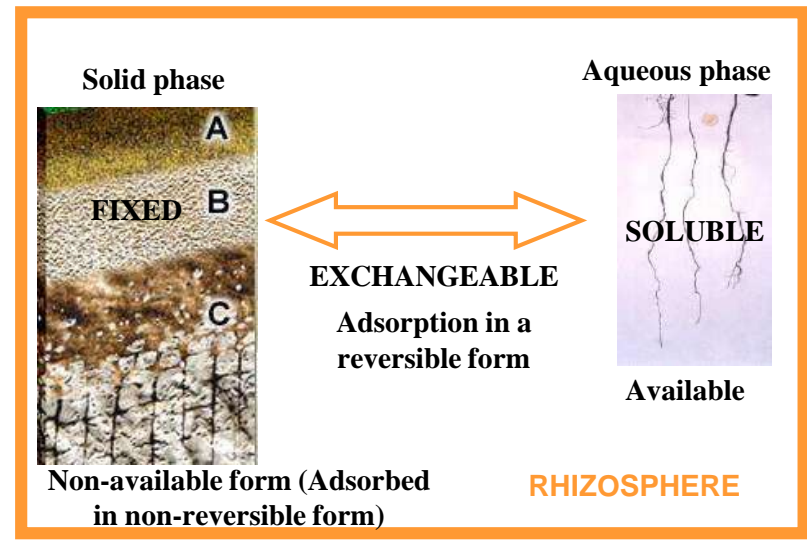 Solid phase
Aqueous phase
A
B
FIXED
C
SOLUBLE
EXCHANGEABLE
Adsorption in a
reversible form
Available
Non-available form (Adsorbed
in non-reversible form)
RHIZOSPHERE